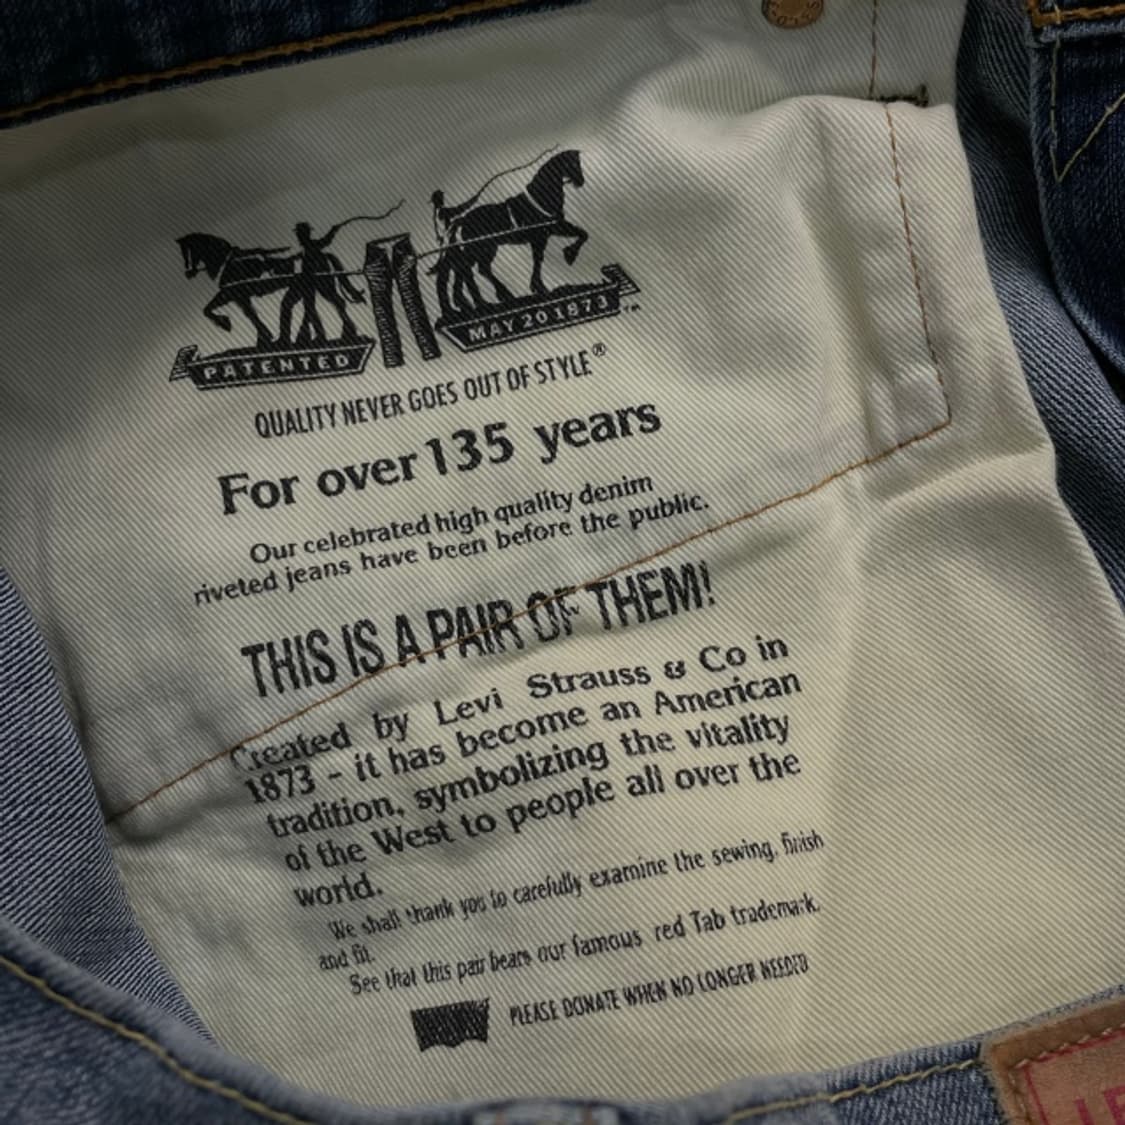 PATENTED
MAY 20 1873
™
QUALITY NEVER GOES OUT OF STYLE®
For over 135 years
Our celebrated high quality denim
riveted jeans have been before the public.
THIS IS A PAIR OF THEM!
Created by Levi Strauss & Co in
1873 - it has become an American
tradition, symbolizing the vitality
of the West to people all over the
world.
We shall thank you to carefully examine the sewing, finish
and fit.
See that this pair bears our famous red Tab trademark.
PLEASE DONATE WHEN NO LONGER NEEDED